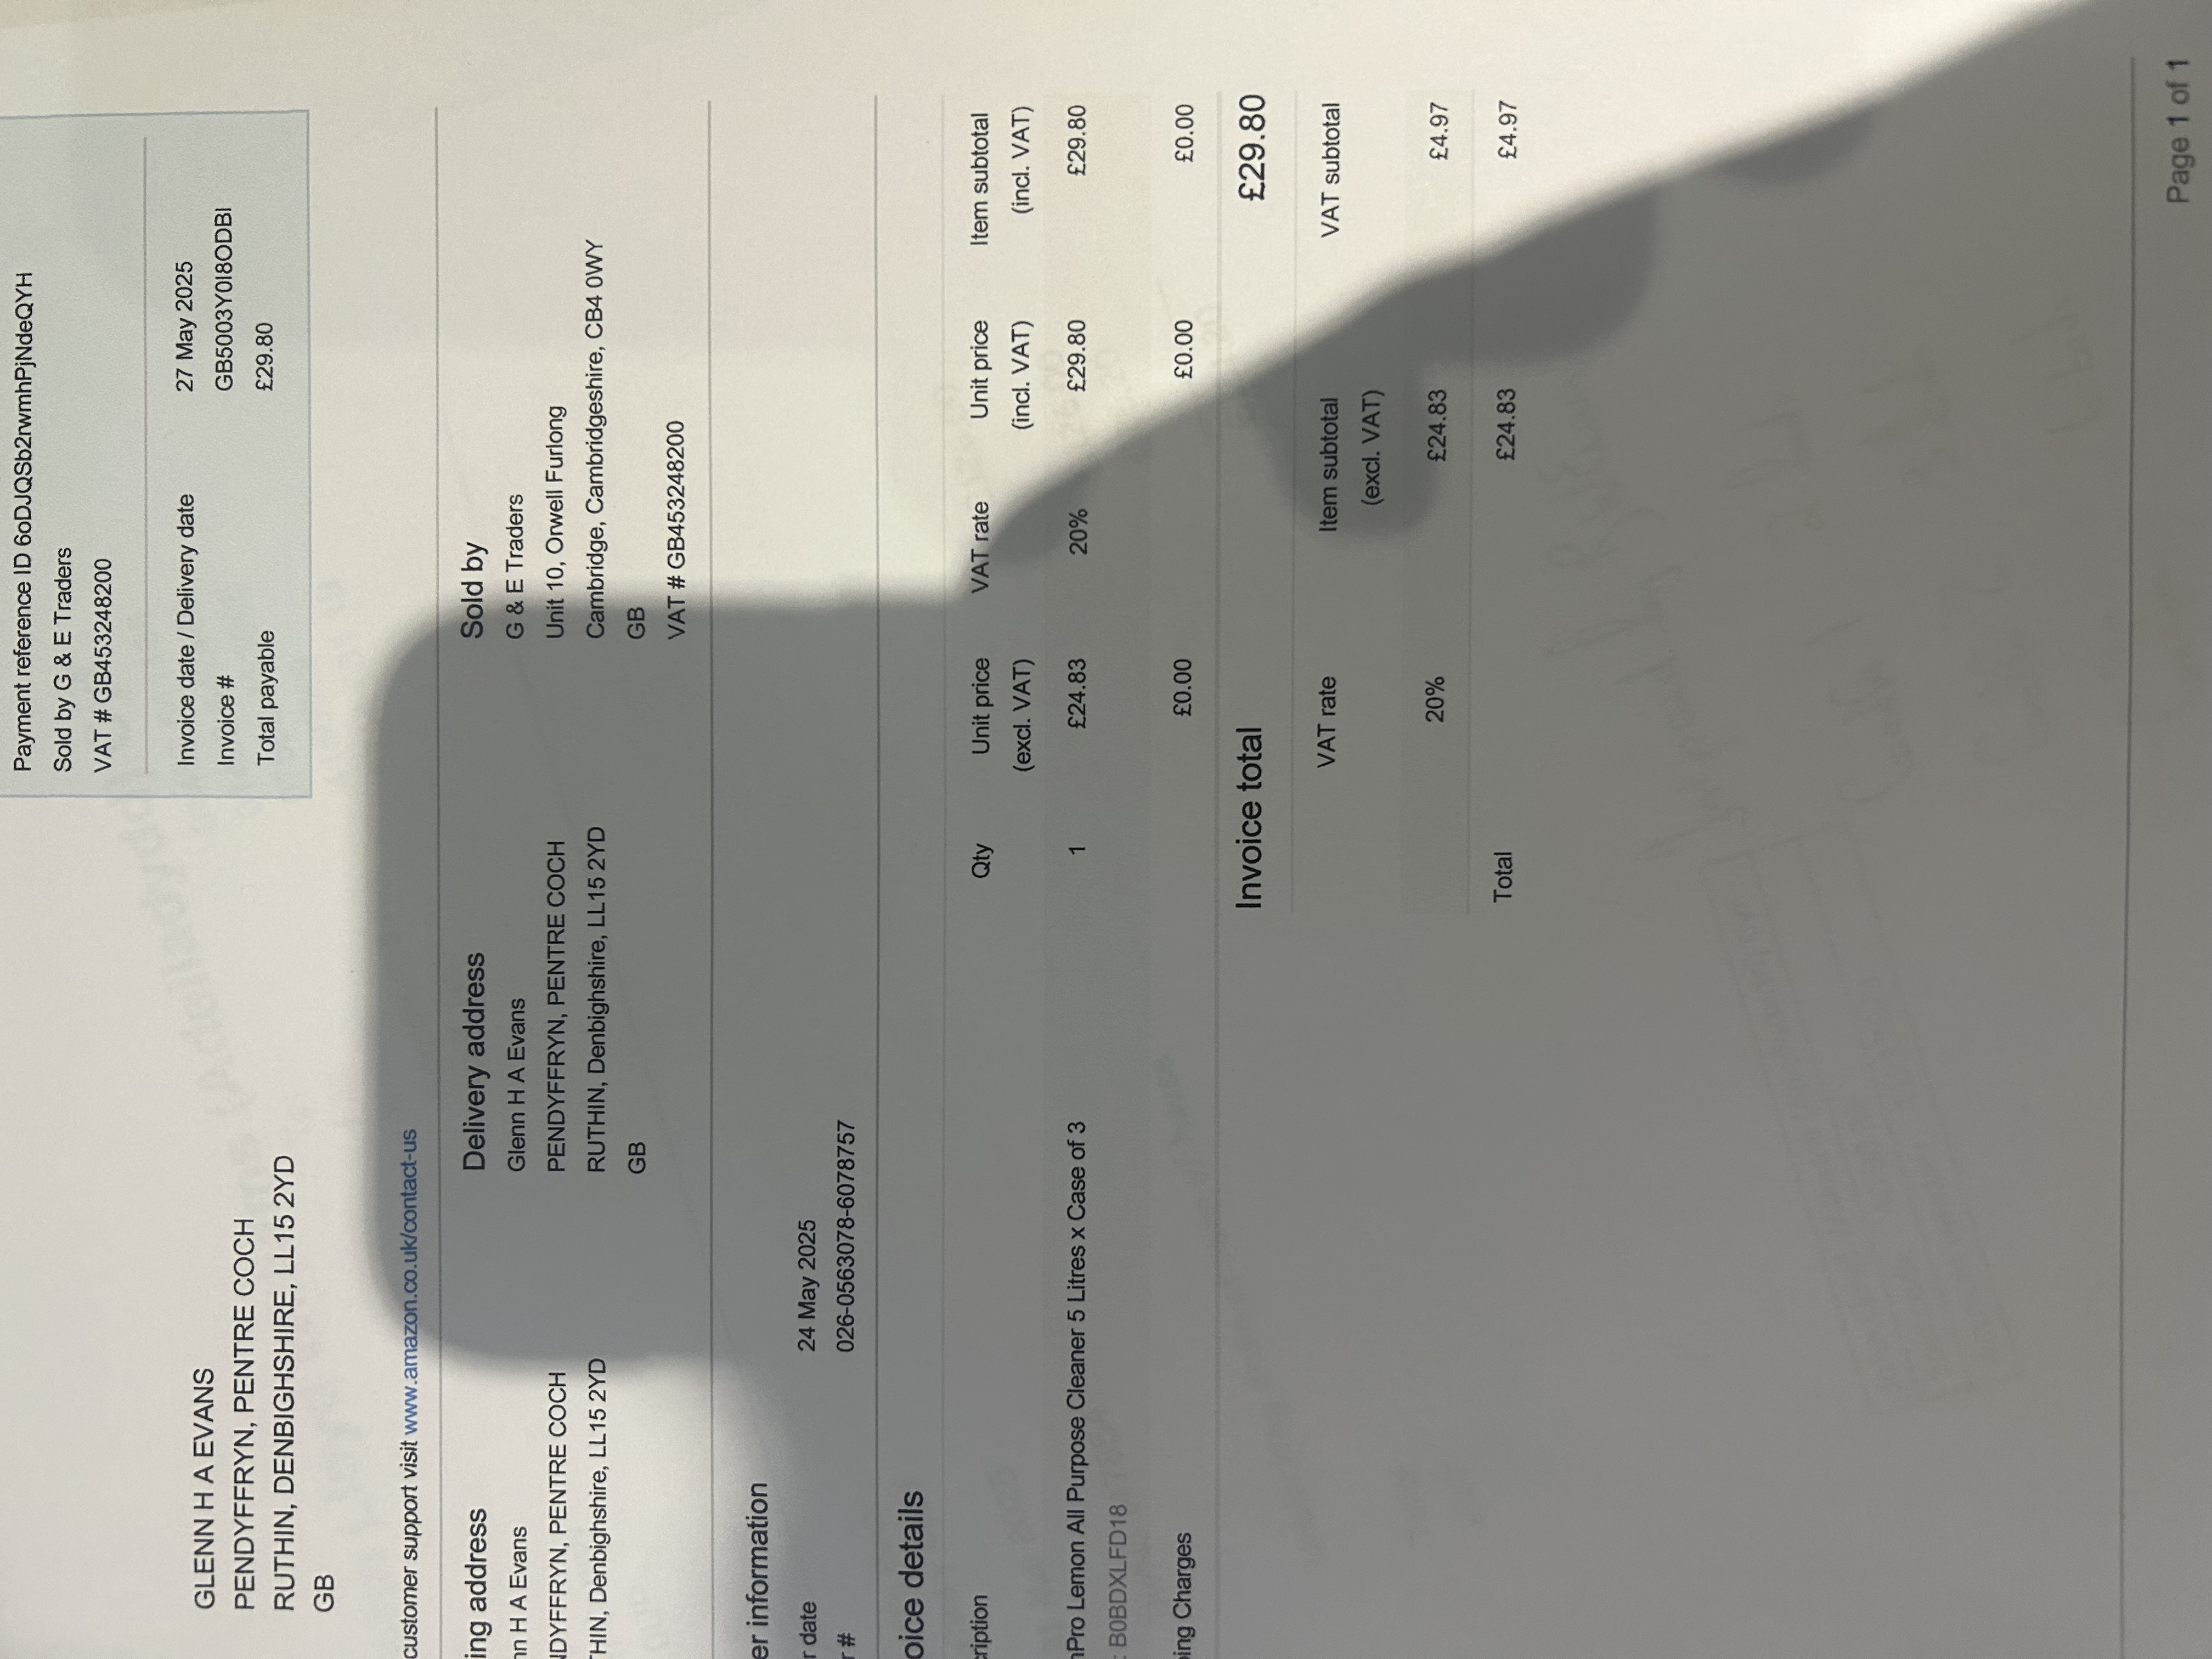 Payment reference ID 6oDJQSb2rwmhPjNdeQYH
Sold by G & E Traders
VAT # GB453248200
Invoice date / Delivery date 27 May 2025
Invoice # GB5003Y0I8ODBI
Total payable £29.80
GLENN H A EVANS
PENDYFFRYN, PENTRE COCH
RUTHIN, DENBIGHSHIRE, LL15 2YD
GB
customer support visit www.amazon.co.uk/contact-us
ing address Delivery address Sold by
nn H A Evans Glenn H A Evans G & E Traders
NDYFFRYN, PENTRE COCH PENDYFFRYN, PENTRE COCH Unit 10, Orwell Furlong
THIN, Denbighshire, LL15 2YD RUTHIN, Denbighshire, LL15 2YD Cambridge, Cambridgeshire, CB4 0WY
GB GB
VAT # GB453248200
er information
r date 24 May 2025
r # 026-0563078-6078757
oice details
ription Qty Unit price VAT rate Unit price Item subtotal
(excl. VAT) (incl. VAT) (incl. VAT)
nPro Lemon All Purpose Cleaner 5 Litres x Case of 3 1 £24.83 20% £29.80 £29.80
: B0BDXLFD18
ing Charges £0.00 £0.00 £0.00
Invoice total £29.80
VAT rate Item subtotal VAT subtotal
(excl. VAT)
20% £24.83 £4.97
Total £24.83 £4.97
Page 1 of 1